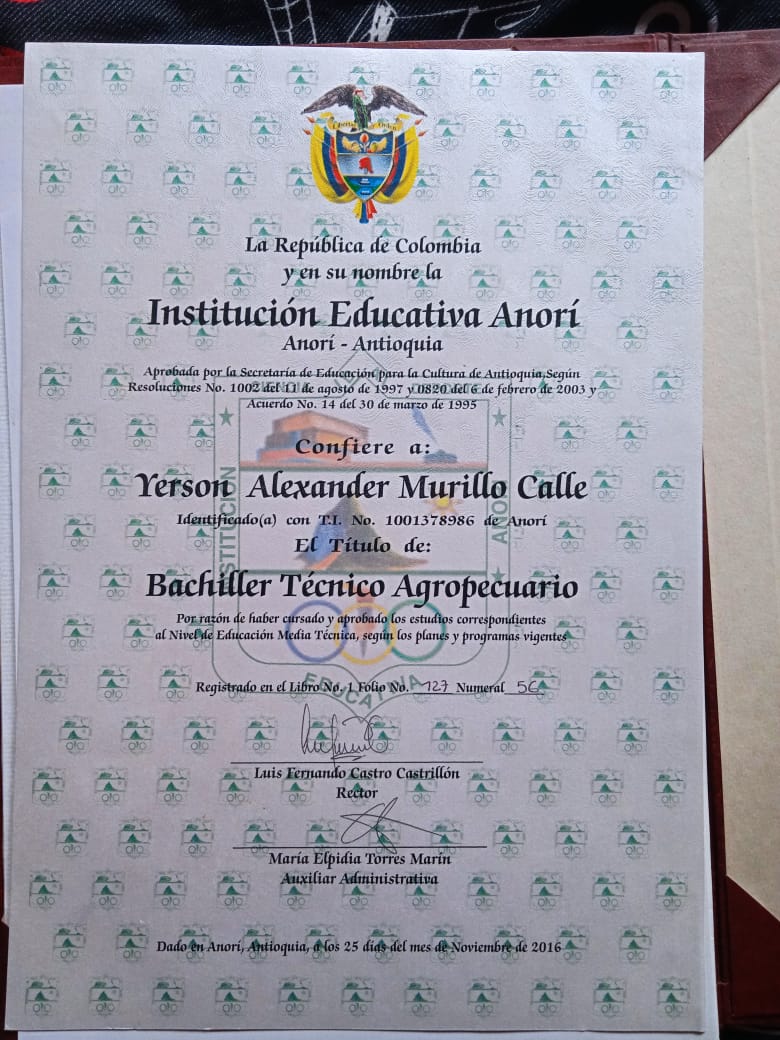 Libertad y Orden
La República de Colombia
y en su nombre la
Institución Educativa Anorí
Anorí - Antioquia
Aprobada por la Secretaría de Educación para la Cultura de Antioquia,Según
Resoluciones No. 1002 del 11 de agosto de 1997 y 0820 del 6 de febrero de 2003 y
Acuerdo No. 14 del 30 de marzo de 1995
Confiere a:
Yerson Alexander Murillo Calle
Identificado(a) con T.I. No. 1001378986 de Anorí
El Título de:
Bachiller Técnico Agropecuario
Por razón de haber cursado y aprobado los estudios correspondientes
al Nivel de Educación Media Técnica, según los planes y programas vigentes
Registrado en el Libro No. 1 Folio No. 127 Numeral 56
Luis Fernando Castro Castrillón
Rector
María Elpidia Torres Marín
Auxiliar Administrativa
Dado en Anorí, Antioquia, a los 25 días del mes de Noviembre de 2016
INSTITUCIÓN
EDUCATIVA
ANORÍ